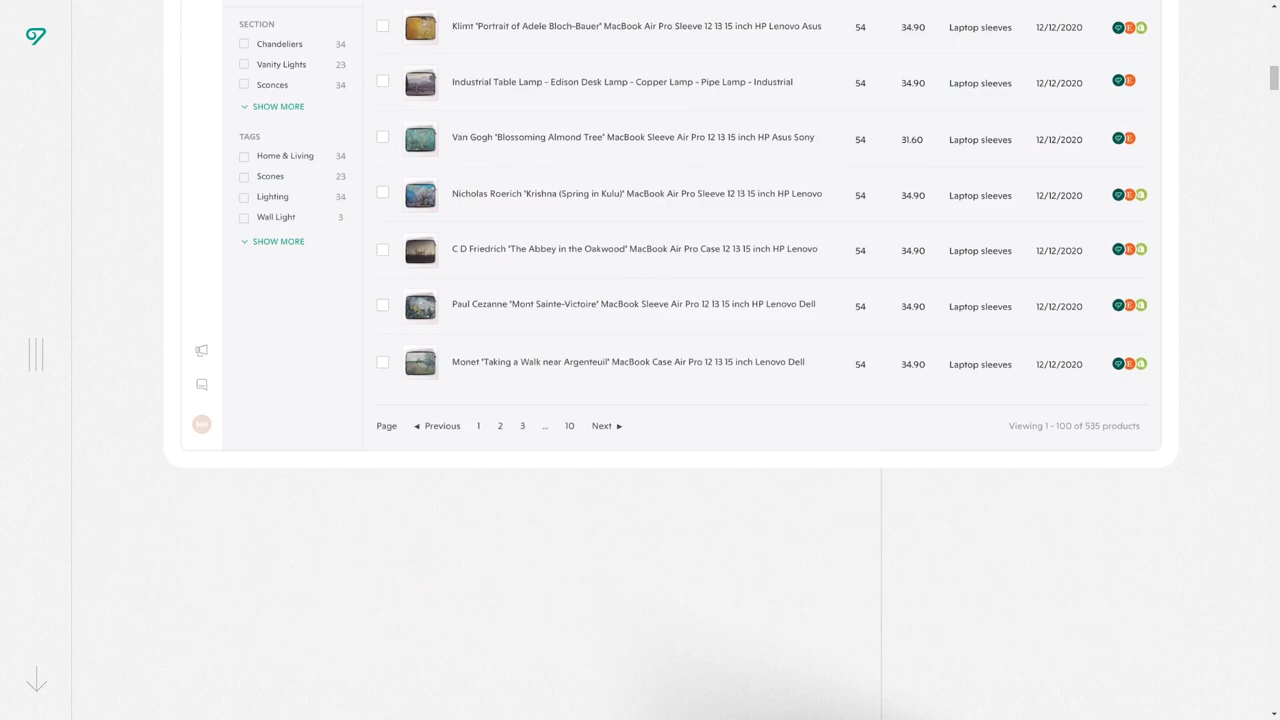 SECTION
Chandeliers 34
Vanity Lights 23
Sconces 34
SHOW MORE
TAGS
Home & Living 34
Scones 23
Lighting 34
Wall Light 3
SHOW MORE
NH
Klimt "Portrait of Adele Bloch-Bauer" MacBook Air Pro Sleeve 12 13 15 inch HP Lenovo Asus 54 34.90 Laptop sleeves 12/12/2020 E
Industrial Table Lamp - Edison Desk Lamp - Copper Lamp - Pipe Lamp - Industrial 54 34.90 Laptop sleeves 12/12/2020 E
Van Gogh "Blossoming Almond Tree" MacBook Sleeve Air Pro 12 13 15 inch HP Asus Sony 54 31.60 Laptop sleeves 12/12/2020 E
Nicholas Roerich "Krishna (Spring in Kulu)" MacBook Air Pro Sleeve 12 13 15 inch HP Lenovo 54 34.90 Laptop sleeves 12/12/2020 E
C D Friedrich "The Abbey in the Oakwood" MacBook Air Pro Case 12 13 15 inch HP Lenovo 54 34.90 Laptop sleeves 12/12/2020 E
Paul Cezanne "Mont Sainte-Victoire" MacBook Sleeve Air Pro 12 13 15 inch HP Lenovo Dell 54 34.90 Laptop sleeves 12/12/2020 E
Monet "Taking a Walk near Argenteuil" MacBook Case Air Pro 12 13 15 inch Lenovo Dell 54 34.90 Laptop sleeves 12/12/2020 E
Page ◄ Previous 1 2 3 ... 10 Next ► Viewing 1 - 100 of 535 products